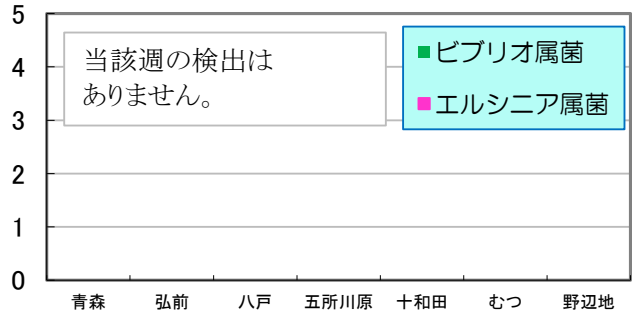 5
4
3
2
1
0
当該週の検出は
ありません。
ビブリオ属菌
エルシニア属菌
青森 弘前 八戸 五所川原 十和田 むつ 野辺地